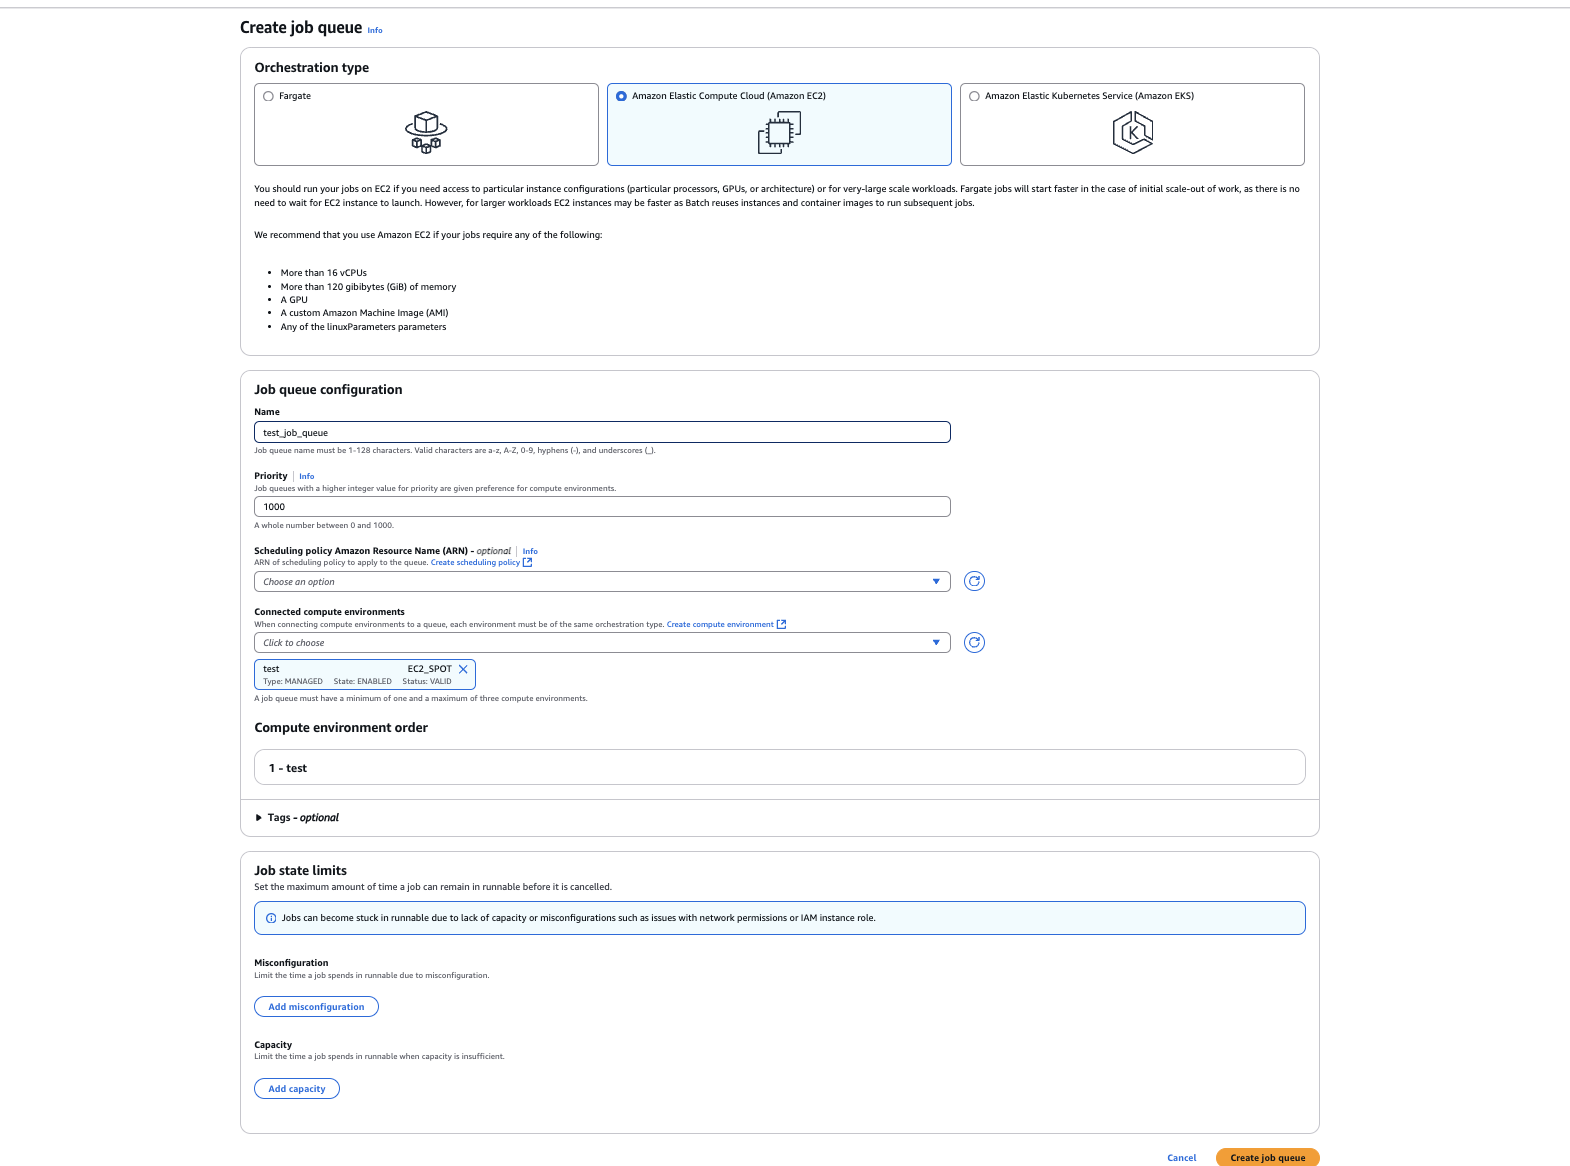 Create job queue Info
Orchestration type
Fargate
Amazon Elastic Compute Cloud (Amazon EC2)
Amazon Elastic Kubernetes Service (Amazon EKS)
You should run your jobs on EC2 if you need access to particular instance configurations (particular processors, GPUs, or architecture) or for very-large scale workloads. Fargate jobs will start faster in the case of initial scale-out of work, as there is no
need to wait for EC2 instance to launch. However, for larger workloads EC2 instances may be faster as Batch reuses instances and container images to run subsequent jobs.
We recommend that you use Amazon EC2 if your jobs require any of the following:
• More than 16 vCPUs
• More than 120 gibibytes (GiB) of memory
• A GPU
• A custom Amazon Machine Image (AMI)
• Any of the linuxParameters parameters
Job queue configuration
Name
test_job_queue
Job queue name must be 1-128 characters. Valid characters are a-z, A-Z, 0-9, hyphens (-), and underscores (_).
Priority | Info
Job queues with a higher integer value for priority are given preference for compute environments.
1000
A whole number between 0 and 1000.
Scheduling policy Amazon Resource Name (ARN) - optional | Info
ARN of scheduling policy to apply to the queue. Create scheduling policy
Choose an option
Connected compute environments
When connecting compute environments to a queue, each environment must be of the same orchestration type. Create compute environment
Click to choose
test EC2_SPOT
Type: MANAGED State: ENABLED Status: VALID
A job queue must have a minimum of one and a maximum of three compute environments.
Compute environment order
1 - test
Tags - optional
Job state limits
Set the maximum amount of time a job can remain in runnable before it is cancelled.
Jobs can become stuck in runnable due to lack of capacity or misconfigurations such as issues with network permissions or IAM instance role.
Misconfiguration
Limit the time a job spends in runnable due to misconfiguration.
Add misconfiguration
Capacity
Limit the time a job spends in runnable when capacity is insufficient.
Add capacity
Cancel
Create job queue